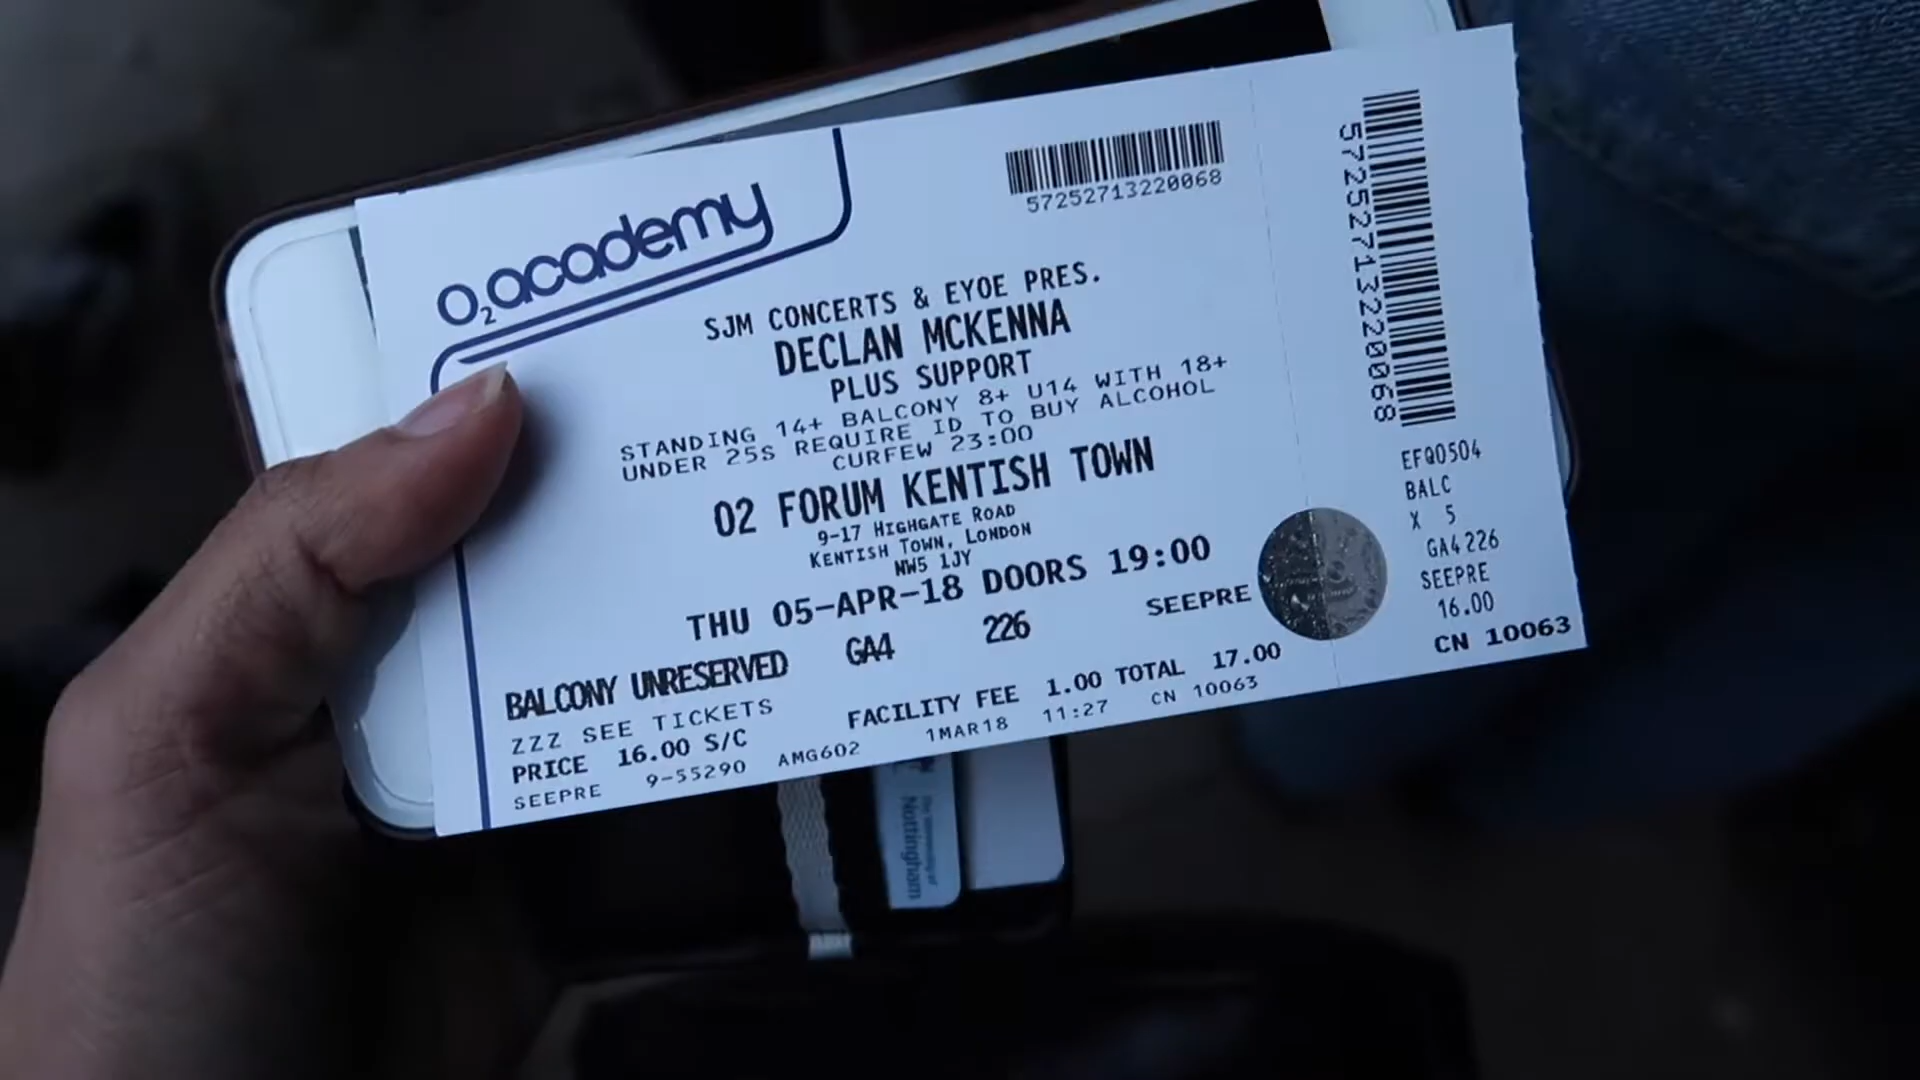 O2 academy
57252713220068
SJM CONCERTS & EYOE PRES.
DECLAN MCKENNA
PLUS SUPPORT
STANDING 14+ BALCONY 8+ U14 WITH 18+
UNDER 25S REQUIRE ID TO BUY ALCOHOL
CURFEW 23:00
O2 FORUM KENTISH TOWN
9-17 HIGHGATE ROAD
KENTISH TOWN, LONDON
NW5 1JY
THU 05-APR-18 DOORS 19:00
BALCONY UNRESERVED GA4 226 SEEPRE
ZZZ SEE TICKETS
PRICE 16.00 S/C FACILITY FEE 1.00 TOTAL 17.00
SEEPRE 9-55290 AMG602 1MAR18 11:27 CN 10063
57252713220068
EFQ0504
BALC
X 5
GA4 226
SEEPRE
16.00
CN 10063
The University of
Nottingham